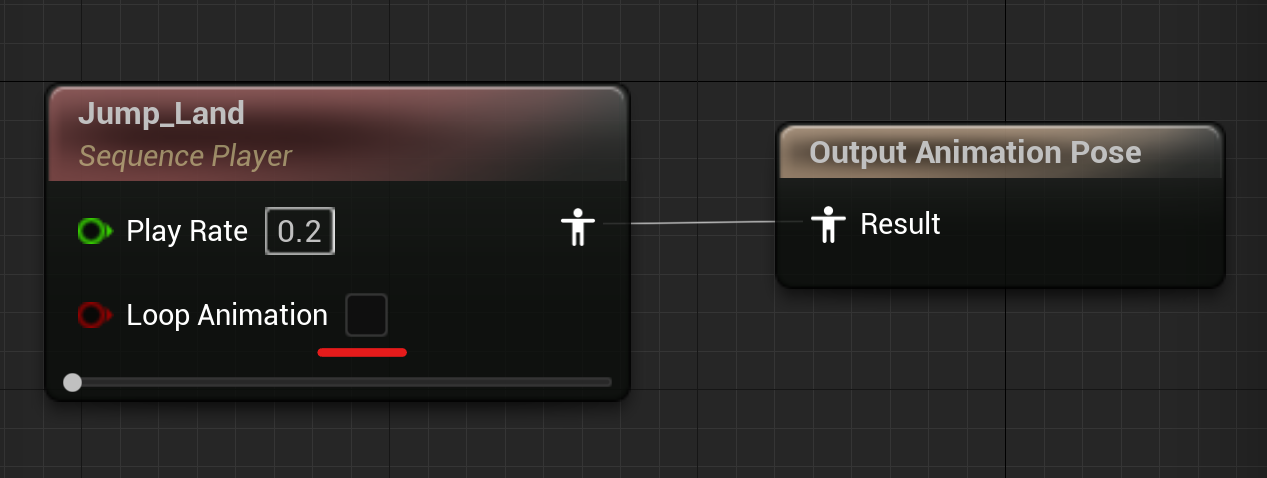 Jump_Land
Sequence Player
Play Rate 0.2
Loop Animation
Output Animation Pose
Result